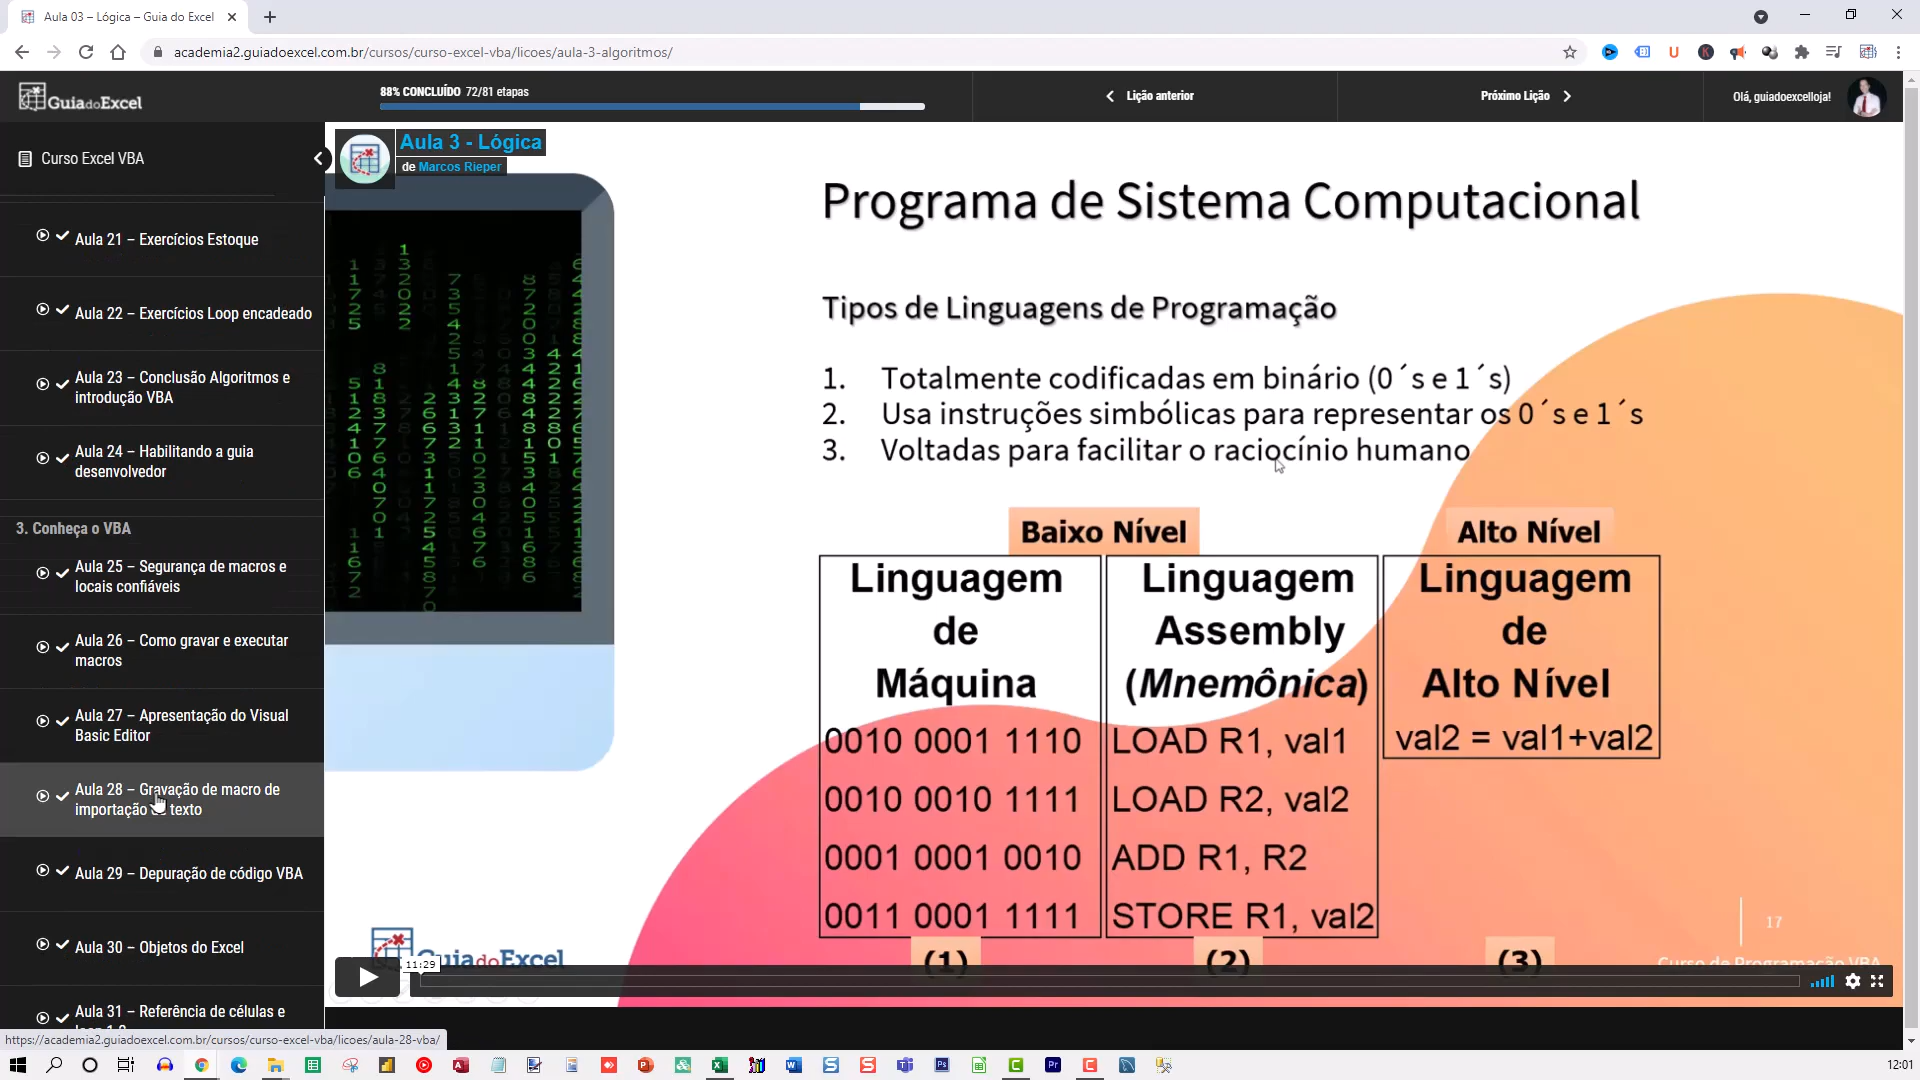 Aula 03 – Lógica – Guia do Excel
academia2.guiadoexcel.com.br/cursos/curso-excel-vba/licoes/aula-3-algoritmos/
GuiadoExcel
88% CONCLUÍDO 72/81 etapas
Lição anterior
Próximo Lição
Olá, guiadoexcelloja!
Curso Excel VBA
Aula 21 – Exercícios Estoque
Aula 22 – Exercícios Loop encadeado
Aula 23 – Conclusão Algoritmos e
introdução VBA
Aula 24 – Habilitando a guia
desenvolvedor
3. Conheça o VBA
Aula 25 – Segurança de macros e
locais confiáveis
Aula 26 – Como gravar e executar
macros
Aula 27 – Apresentação do Visual
Basic Editor
Aula 28 – Gravação de macro de
importação de texto
Aula 29 – Depuração de código VBA
Aula 30 – Objetos do Excel
Aula 31 – Referência de células e
Aula 3 - Lógica
de Marcos Rieper
Programa de Sistema Computacional
Tipos de Linguagens de Programação
1. Totalmente codificadas em binário (0´s e 1´s)
2. Usa instruções simbólicas para representar os 0´s e 1´s
3. Voltadas para facilitar o raciocínio humano
Baixo Nível
Alto Nível
Linguagem
de
Máquina
0010 0001 1110
0010 0010 1111
0001 0001 0010
0011 0001 1111
(1)
Linguagem
Assembly
(Mnemônica)
LOAD R1, val1
LOAD R2, val2
ADD R1, R2
STORE R1, val2
(2)
Linguagem
de
Alto Nível
val2 = val1+val2
(3)
17
Curso de Programação VBA
GuiadoExcel
11:29
https://academia2.guiadoexcel.com.br/cursos/curso-excel-vba/licoes/aula-28-vba/
12:01